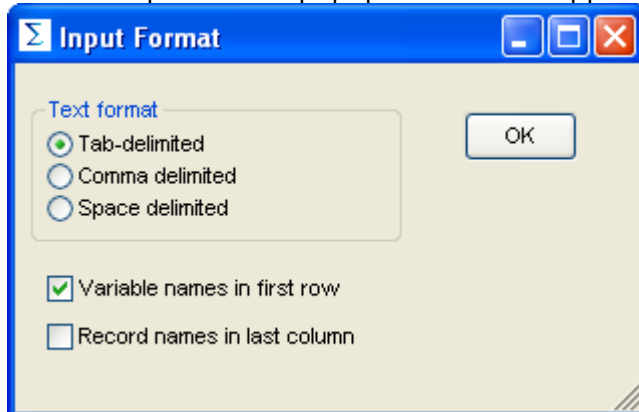 Σ Input Format
Text format
Tab-delimited
OK
Comma delimited
Space delimited
Variable names in first row
Record names in last column